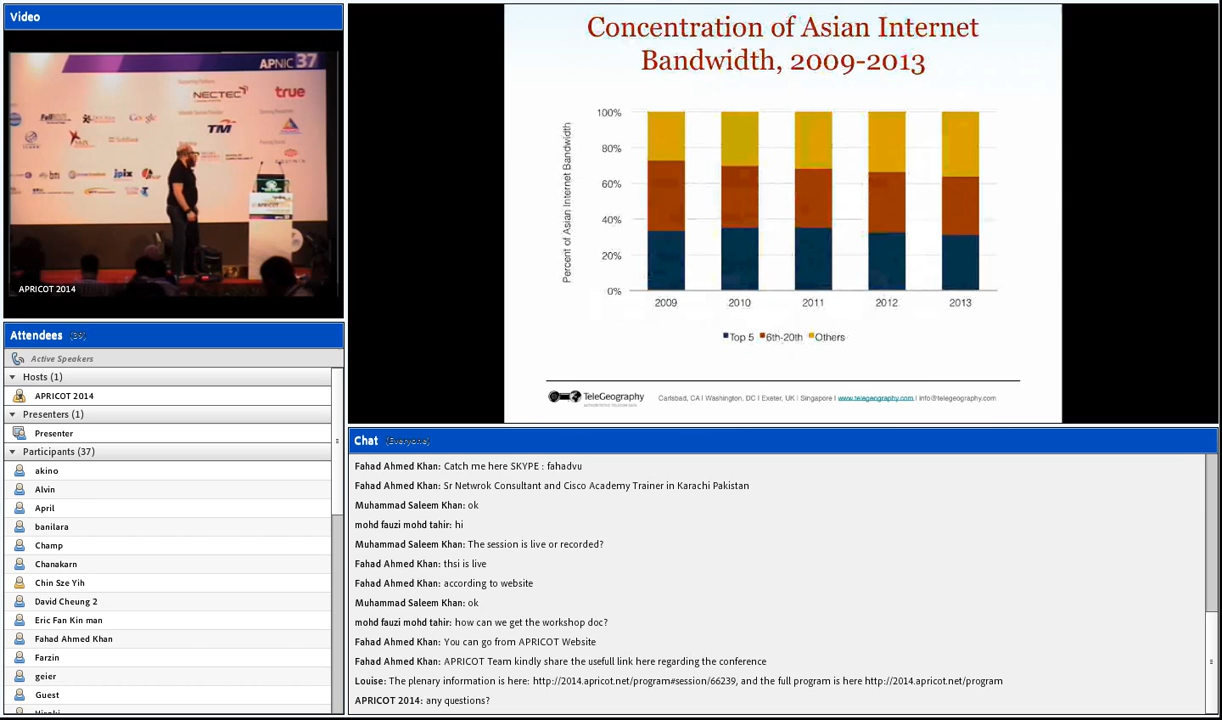 Video
APNIC 37
NECTEC
true
TM
Google
SoftBank
jpix
bni
APRICOT
APRICOT 2014
Attendees (39)
Active Speakers
Hosts (1)
APRICOT 2014
Presenters (1)
Presenter
Participants (37)
akino
Alvin
April
banilara
Champ
Chanakarn
Chin Sze Yih
David Cheung 2
Eric Fan Kin man
Fahad Ahmed Khan
Farzin
geier
Guest
Concentration of Asian Internet
Bandwidth, 2009-2013
Percent of Asian Internet Bandwidth
100%
80%
60%
40%
20%
0%
2009 2010 2011 2012 2013
Top 5 6th-20th Others
TeleGeography
Carlsbad, CA | Washington, DC | Exeter, UK | Singapore | www.telegeography.com | info@telegeography.com
Chat (Everyone)
Fahad Ahmed Khan: Catch me here SKYPE : fahadvu
Fahad Ahmed Khan: Sr Netwrok Consultant and Cisco Academy Trainer in Karachi Pakistan
Muhammad Saleem Khan: ok
mohd fauzi mohd tahir: hi
Muhammad Saleem Khan: The session is live or recorded?
Fahad Ahmed Khan: thsi is live
Fahad Ahmed Khan: according to website
Muhammad Saleem Khan: ok
mohd fauzi mohd tahir: how can we get the workshop doc?
Fahad Ahmed Khan: You can go from APRICOT Website
Fahad Ahmed Khan: APRICOT Team kindly share the usefull link here regarding the conference
Louise: The plenary information is here: http://2014.apricot.net/program#session/66239, and the full program is here http://2014.apricot.net/program
APRICOT 2014: any questions?